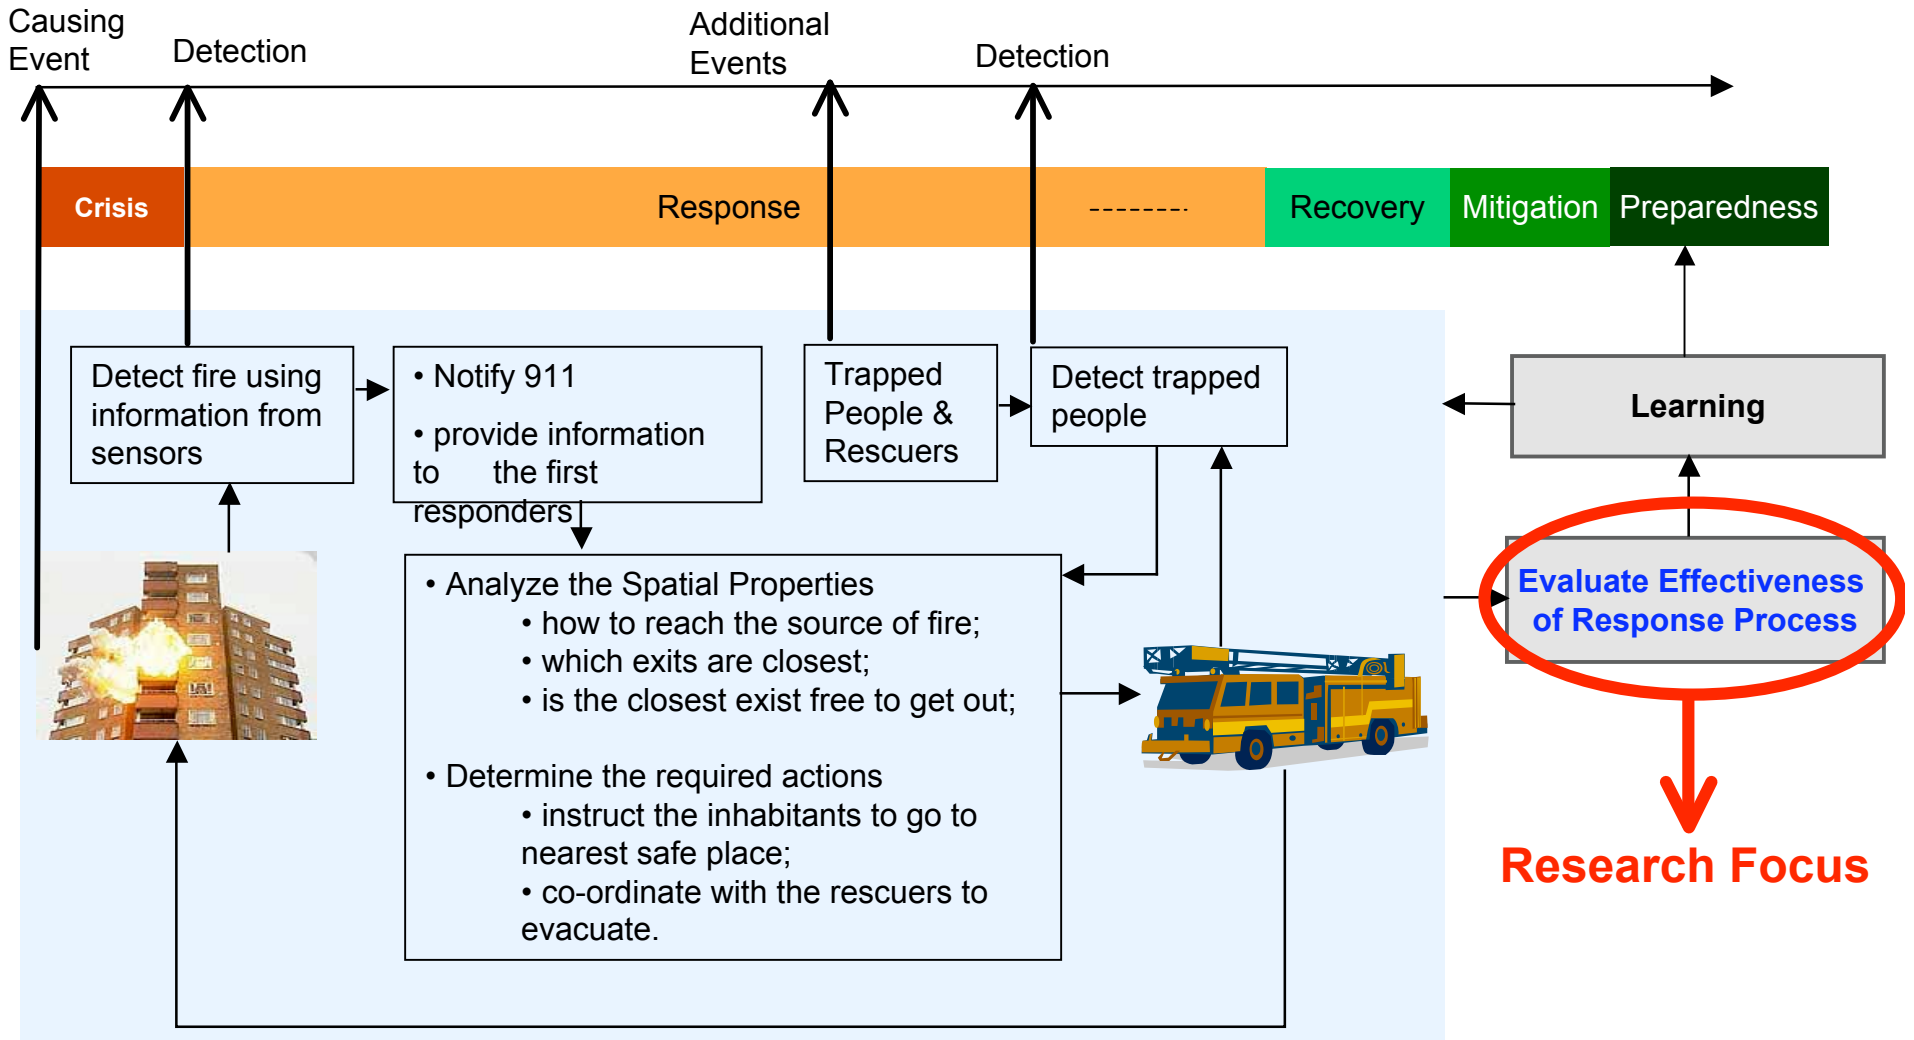 Causing
Event
Detection
Additional
Events
Detection
Crisis
Response
-------
Recovery
Mitigation
Preparedness
Detect fire using
information from
sensors
• Notify 911
• provide information
to the first
responders
Trapped
People &
Rescuers
Detect trapped
people
Learning
• Analyze the Spatial Properties
• how to reach the source of fire;
• which exits are closest;
• is the closest exist free to get out;
• Determine the required actions
• instruct the inhabitants to go to
nearest safe place;
• co-ordinate with the rescuers to
evacuate.
Evaluate Effectiveness
of Response Process
Research Focus